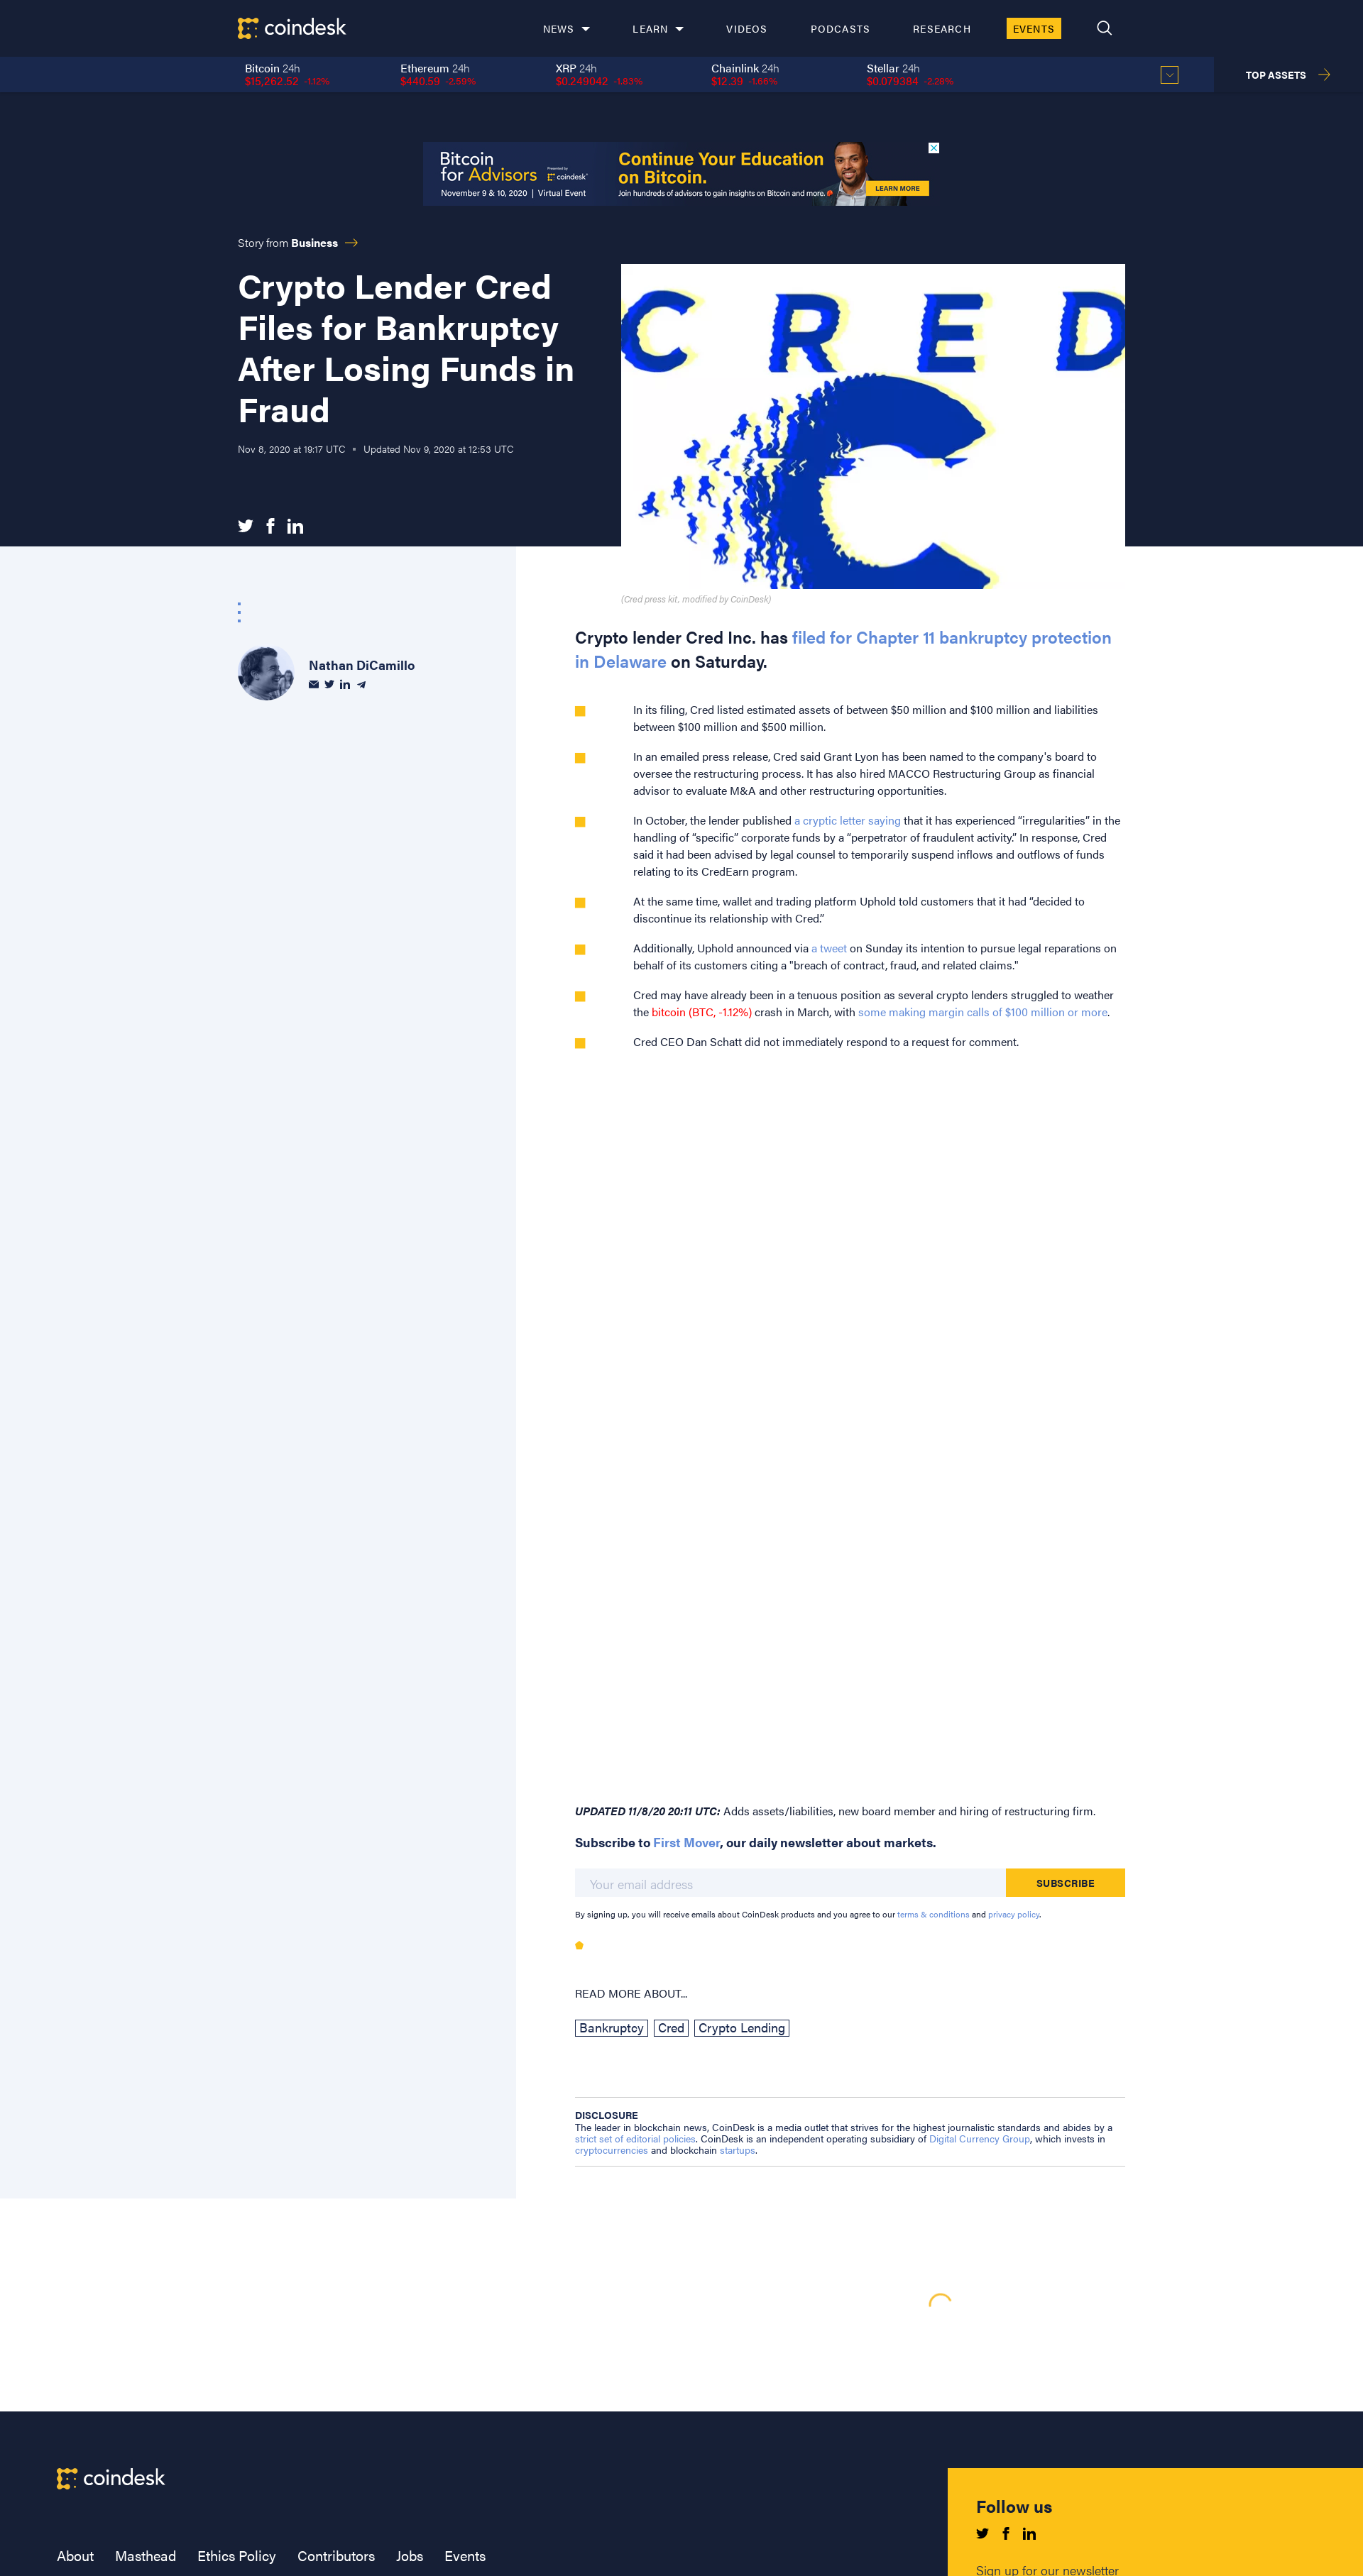 coindesk
NEWS
LEARN
VIDEOS
PODCASTS
RESEARCH
EVENTS
Bitcoin 24h
$15,262.52 -1.12%
Ethereum 24h
$440.59 -2.59%
XRP 24h
$0.249042 -1.83%
Chainlink 24h
$12.39 -1.66%
Stellar 24h
$0.079384 -2.26%
TOP ASSETS
Bitcoin
for Advisors
Presented by
coindesk
November 9 & 10, 2020 | Virtual Event
Continue Your Education
on Bitcoin.
Join hundreds of advisors to gain insights on Bitcoin and more.
LEARN MORE
Story from Business
Crypto Lender Cred
Files for Bankruptcy
After Losing Funds in
Fraud
Nov 8, 2020 at 19:17 UTC • Updated Nov 9, 2020 at 12:53 UTC
CRED
C
(Cred press kit, modified by CoinDesk)
Nathan DiCamillo
Crypto lender Cred Inc. has filed for Chapter 11 bankruptcy protection
in Delaware on Saturday.
In its filing, Cred listed estimated assets of between $50 million and $100 million and liabilities
between $100 million and $500 million.
In an emailed press release, Cred said Grant Lyon has been named to the company's board to
oversee the restructuring process. It has also hired MACCO Restructuring Group as financial
advisor to evaluate M&A and other restructuring opportunities.
In October, the lender published a cryptic letter saying that it has experienced “irregularities” in the
handling of “specific” corporate funds by a “perpetrator of fraudulent activity.” In response, Cred
said it had been advised by legal counsel to temporarily suspend inflows and outflows of funds
relating to its CredEarn program.
At the same time, wallet and trading platform Uphold told customers that it had “decided to
discontinue its relationship with Cred.”
Additionally, Uphold announced via a tweet on Sunday its intention to pursue legal reparations on
behalf of its customers citing a "breach of contract, fraud, and related claims."
Cred may have already been in a tenuous position as several crypto lenders struggled to weather
the bitcoin (BTC, -1.12%) crash in March, with some making margin calls of $100 million or more.
Cred CEO Dan Schatt did not immediately respond to a request for comment.
UPDATED 11/8/20 20:11 UTC: Adds assets/liabilities, new board member and hiring of restructuring firm.
Subscribe to First Mover, our daily newsletter about markets.
Your email address
SUBSCRIBE
By signing up, you will receive emails about CoinDesk products and you agree to our terms & conditions and privacy policy.
READ MORE ABOUT...
Bankruptcy
Cred
Crypto Lending
DISCLOSURE
The leader in blockchain news, CoinDesk is a media outlet that strives for the highest journalistic standards and abides by a
strict set of editorial policies. CoinDesk is an independent operating subsidiary of Digital Currency Group, which invests in
cryptocurrencies and blockchain startups.
coindesk
About
Masthead
Ethics Policy
Contributors
Jobs
Events
Follow us
Sign up for our newsletter